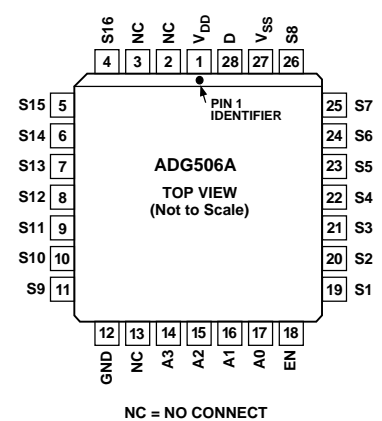 S16 NC NC VDD D VSS S8
4 3 2 1 28 27 26
PIN 1
IDENTIFIER
S15 5 25 S7
S14 6 24 S6
S13 7 ADG506A 23 S5
TOP VIEW
S12 8 22 S4
(Not to Scale)
S11 9 21 S3
S10 10 20 S2
S9 11 19 S1
12 13 14 15 16 17 18
GND NC A3 A2 A1 A0 EN
NC = NO CONNECT